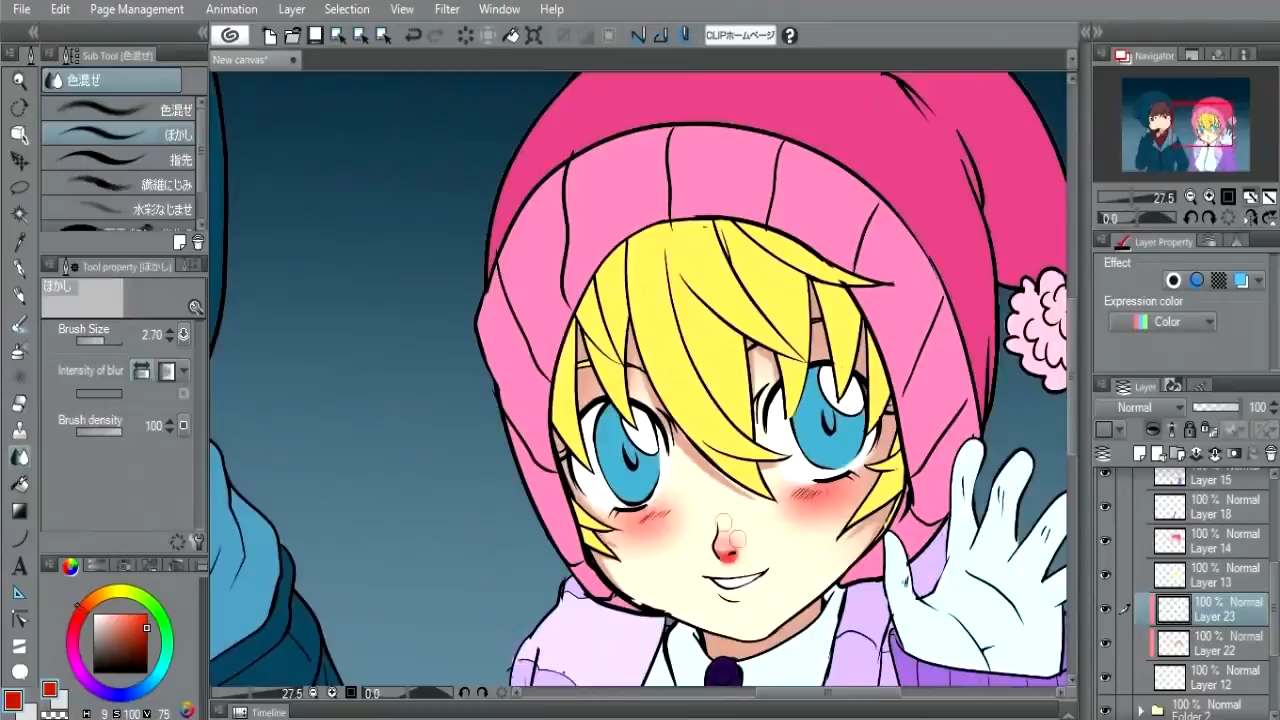 File Edit Page Management Animation Layer Selection View Filter Window Help
CLIPホームページ
Sub Tool [色混ぜ]
New canvas*
色混ぜ
色混ぜ
ぼかし
指先
繊維にじみ
水彩なじませ
Tool property [ぼかし]
ぼかし
Brush Size 2.70
Intensity of blur
Brush density 100
H 9 S 100 V 75
27.5 0.0
Timeline
Navigator
27.5
0.0
Layer Property
Effect
Expression color
Color
Layer
Normal 100
Layer 15
100 % Normal
Layer 18
100 % Normal
Layer 14
100 % Normal
Layer 13
100 % Normal
Layer 23
100 % Normal
Layer 22
100 % Normal
Layer 12
100 % Normal
Folder 2